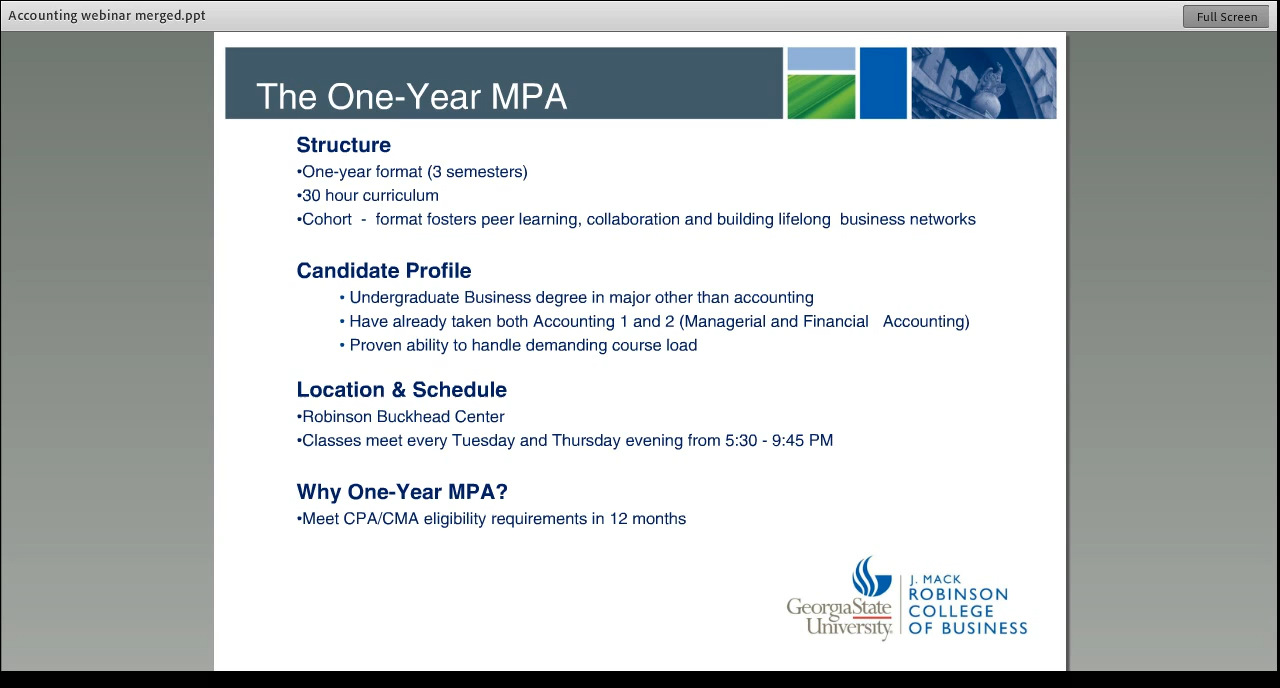 Accounting webinar merged.ppt
Full Screen
The One-Year MPA
Structure
•One-year format (3 semesters)
•30 hour curriculum
•Cohort - format fosters peer learning, collaboration and building lifelong business networks
Candidate Profile
• Undergraduate Business degree in major other than accounting
• Have already taken both Accounting 1 and 2 (Managerial and Financial Accounting)
• Proven ability to handle demanding course load
Location & Schedule
•Robinson Buckhead Center
•Classes meet every Tuesday and Thursday evening from 5:30 - 9:45 PM
Why One-Year MPA?
•Meet CPA/CMA eligibility requirements in 12 months
GeorgiaState
University
J. MACK
ROBINSON
COLLEGE
OF BUSINESS